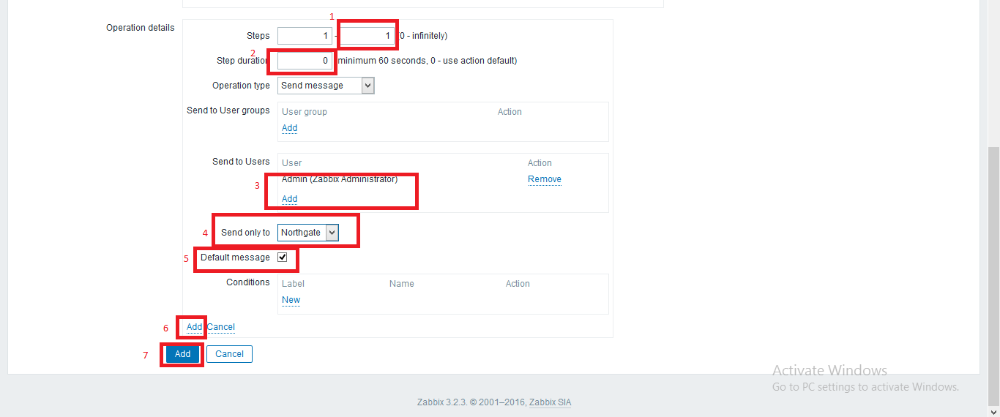 1
Operation details
Steps 1 - 1 (0 - infinitely)
2
Step duration 0 (minimum 60 seconds, 0 - use action default)
Operation type Send message
Send to User groups User group Action
Add
Send to Users User Action
Admin (Zabbix Administrator) Remove
3
Add
4 Send only to Northgate
5 Default message
Conditions Label Name Action
New
6 Add Cancel
7 Add Cancel
Activate Windows
Go to PC settings to activate Windows.
Zabbix 3.2.3. © 2001–2016, Zabbix SIA